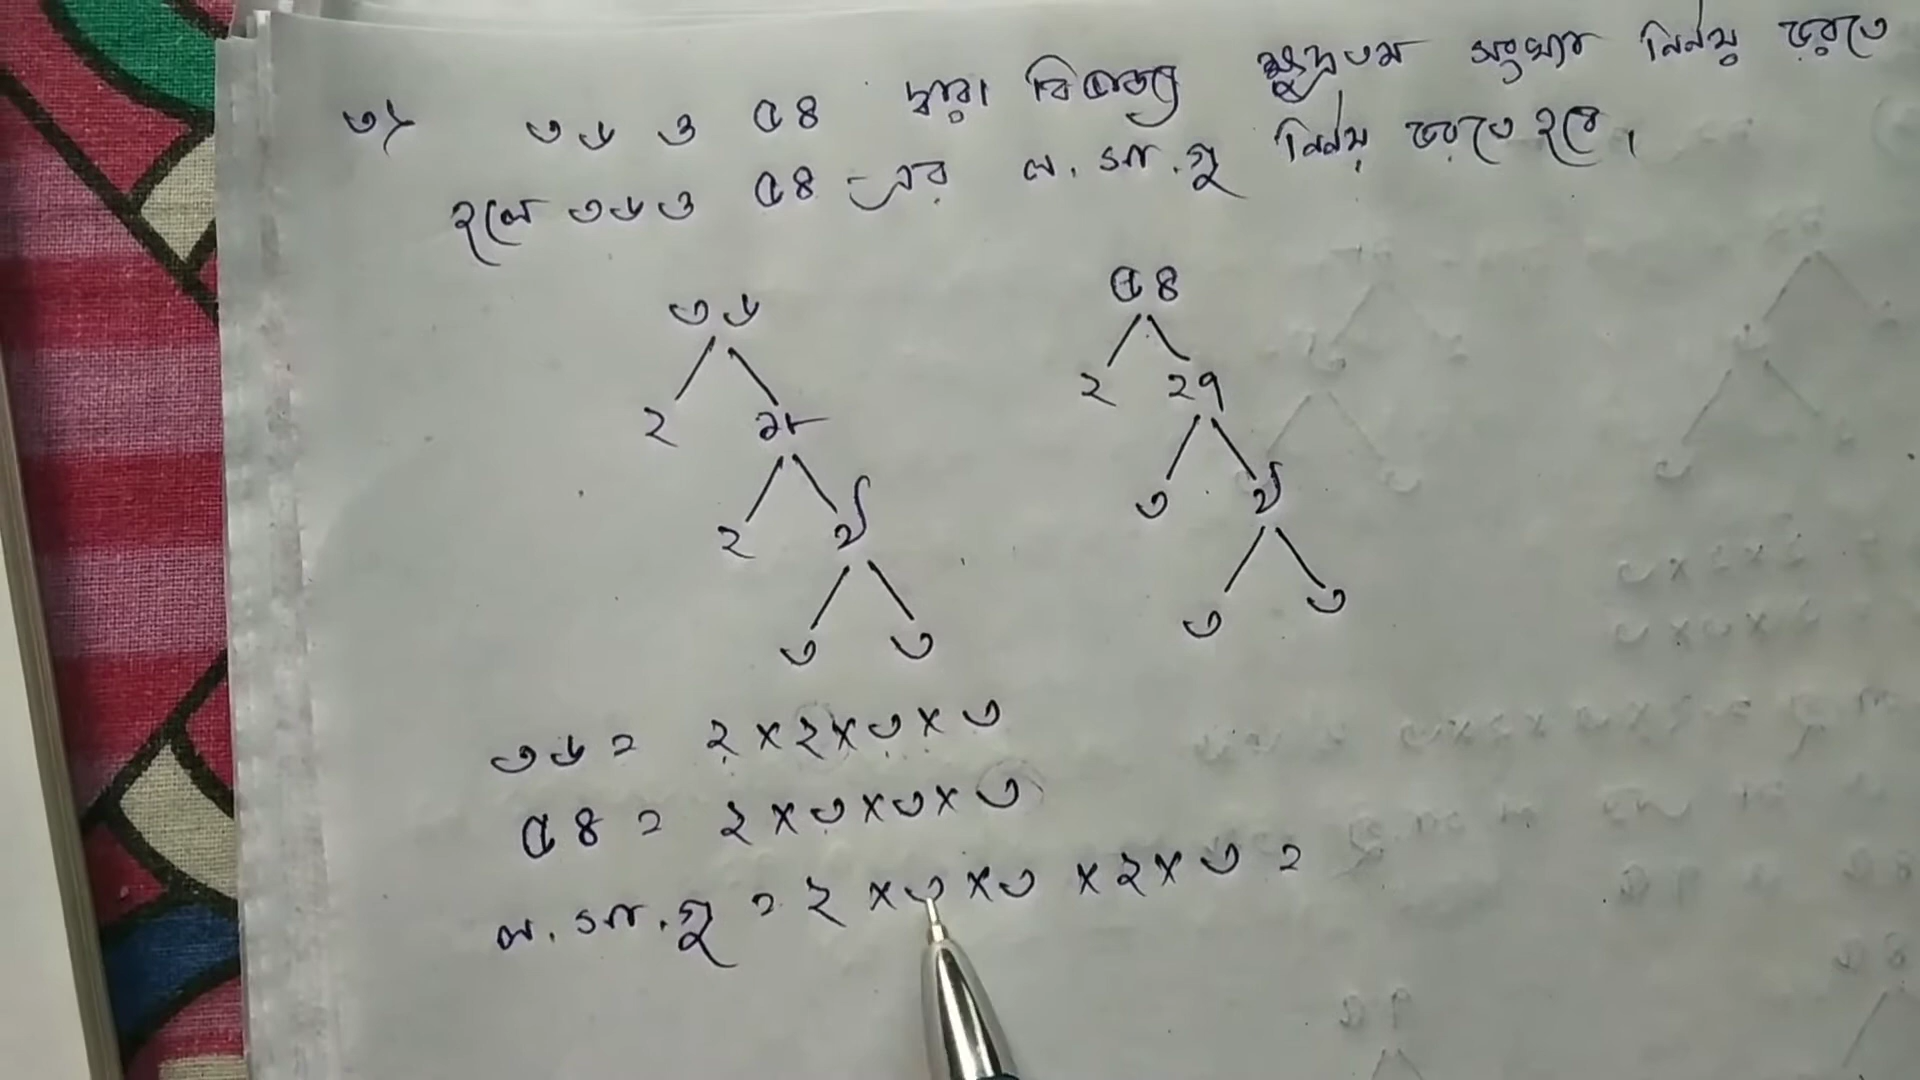 ৩) ৩৬ ও ৫৪ দ্বারা বিভাজ্য ক্ষুদ্রতম সংখ্যা নির্ণয় করতে
হলে ৩৬ ও ৫৪ -এর ল. সা. গু নির্ণয় করতে হবে।
৩৬ ৫৪
২ ১৮ ২ ২৭
২ ৯ ৩ ৯
৩ ৩ ৩ ৩
৩৬ = ২ × ২ × ৩ × ৩
৫৪ = ২ × ৩ × ৩ × ৩
ল. সা. গু = ২ × ৩ × ৩ × ২ × ৩ =